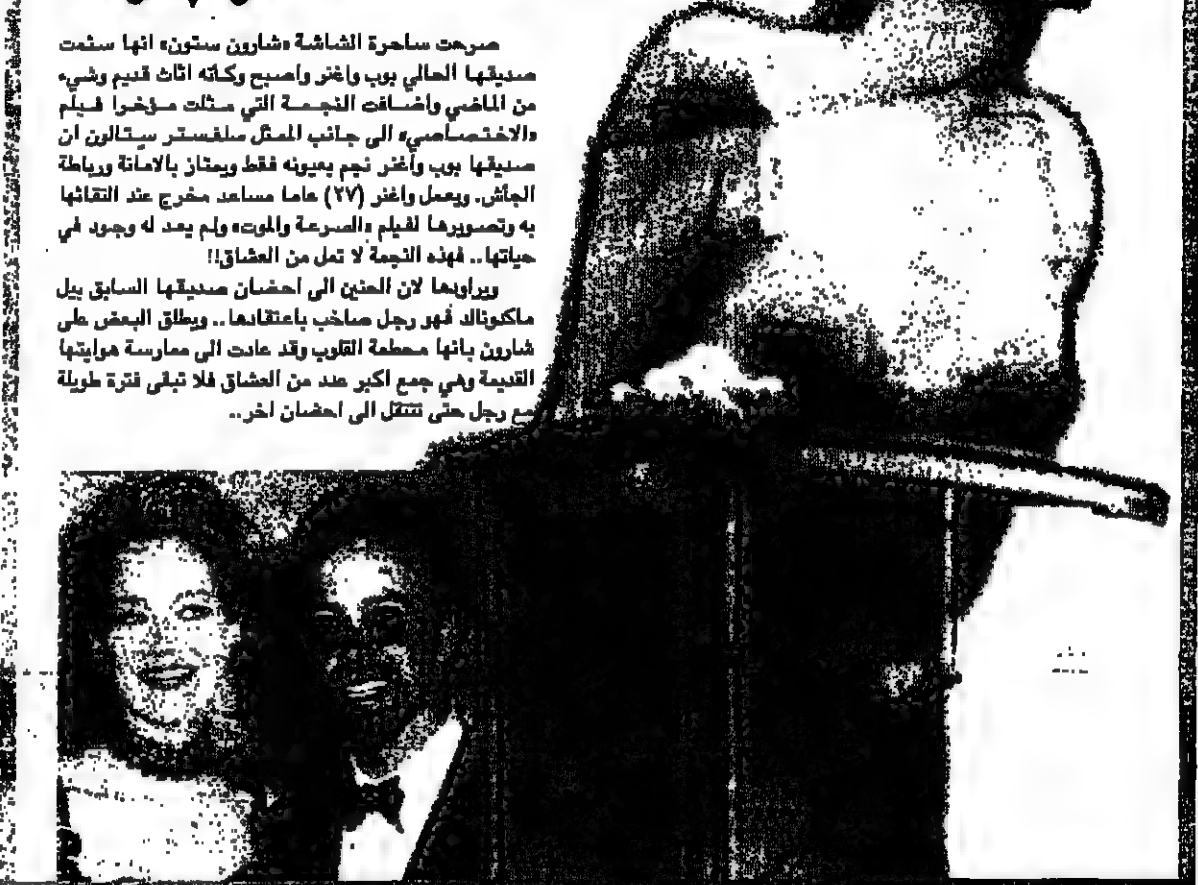 صرحت ساحرة الشاشة «شارون ستون» انها سئمت
صديقها الحالي بوب واغنر واصبح وكأنه اثاث قديم وشيء
من الماضي وأضافت النجمة التي مثلت مؤخرا فيلم
«الاختصاصي» الى جانب الممثل سلفستر سيتالون ان
صديقها بوب وأغنر نجم بعيونه فقط ويمتاز بالامانة ورباطة
الجأش. ويعمل واغنر (٢٧) عاما مساعد مخرج عند التقائها
به وتصويرها لفيلم «السرعة والموت» ولم يعد له وجود في
حياتها.. فهذه النجمة لا تمل من العشاق!!
ويراودها لان الحنين الى احضان صديقها السابق بيل
ماكدونالد فهو رجل صاخب باعتقادها.. ويطلق البعض على
شارون بانها محطمة القلوب وقد عادت الى ممارسة هوايتها
القديمة وهي جمع اكبر عدد من العشاق فلا تبقى فترة طويلة
مع رجل حتى تنتقل الى احضان اخر..